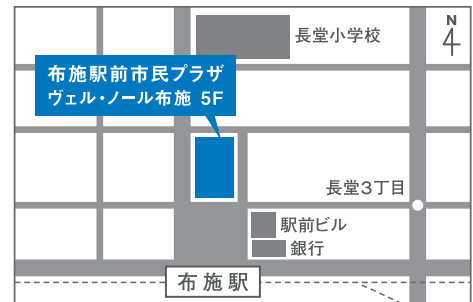 長堂小学校
N
布施駅前市民プラザ
ヴェル・ノール布施 5F
長堂3丁目
駅前ビル
銀行
布施駅